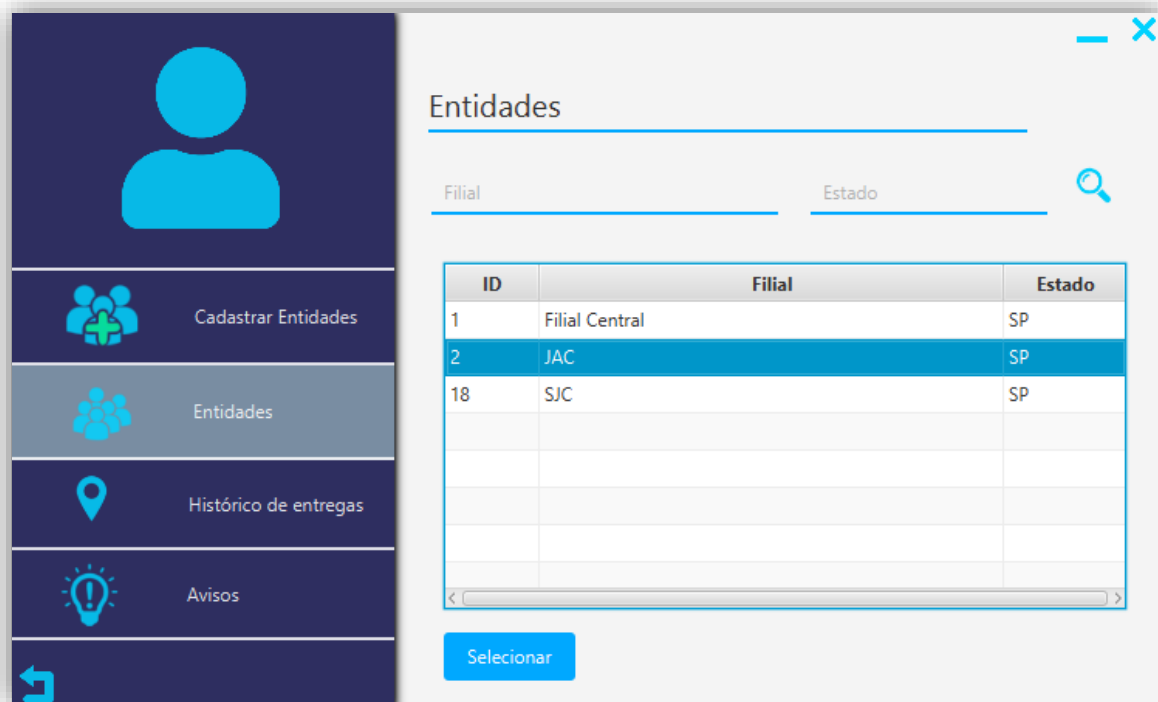 Entidades
Filial Estado
ID Filial Estado
1 Filial Central SP
2 JAC SP
18 SJC SP
Selecionar
Cadastrar Entidades
Entidades
Histórico de entregas
Avisos